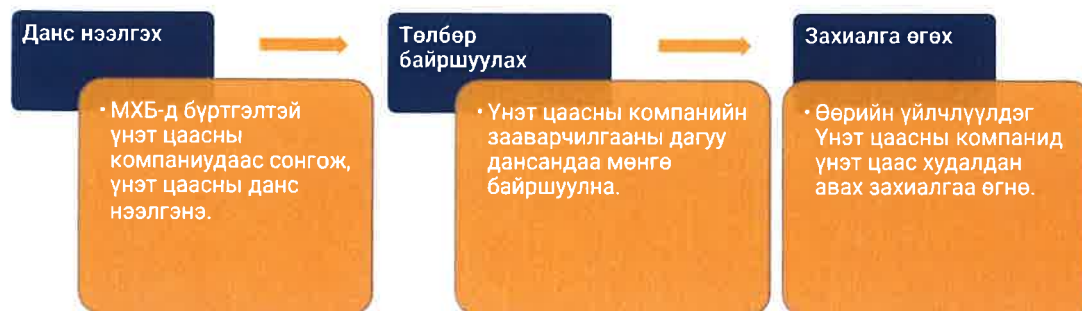 Данс нээлгэх
• МХБ-д бүртгэлтэй
үнэт цаасны
компаниудаас сонгож,
үнэт цаасны данс
нээлгэнэ.
Төлбөр
байршуулах
• Үнэт цаасны компанийн
зааварчилгааны дагуу
дансандаа мөнгө
байршуулна.
Захиалга өгөх
• Өөрийн үйлчлүүлдэг
Үнэт цаасны компанид
үнэт цаас худалдан
авах захиалгаа өгнө.